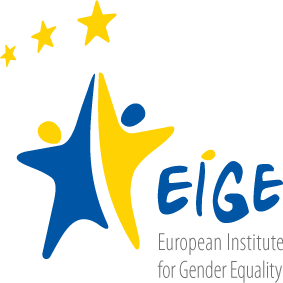 EIGE
European Institute
for Gender Equality